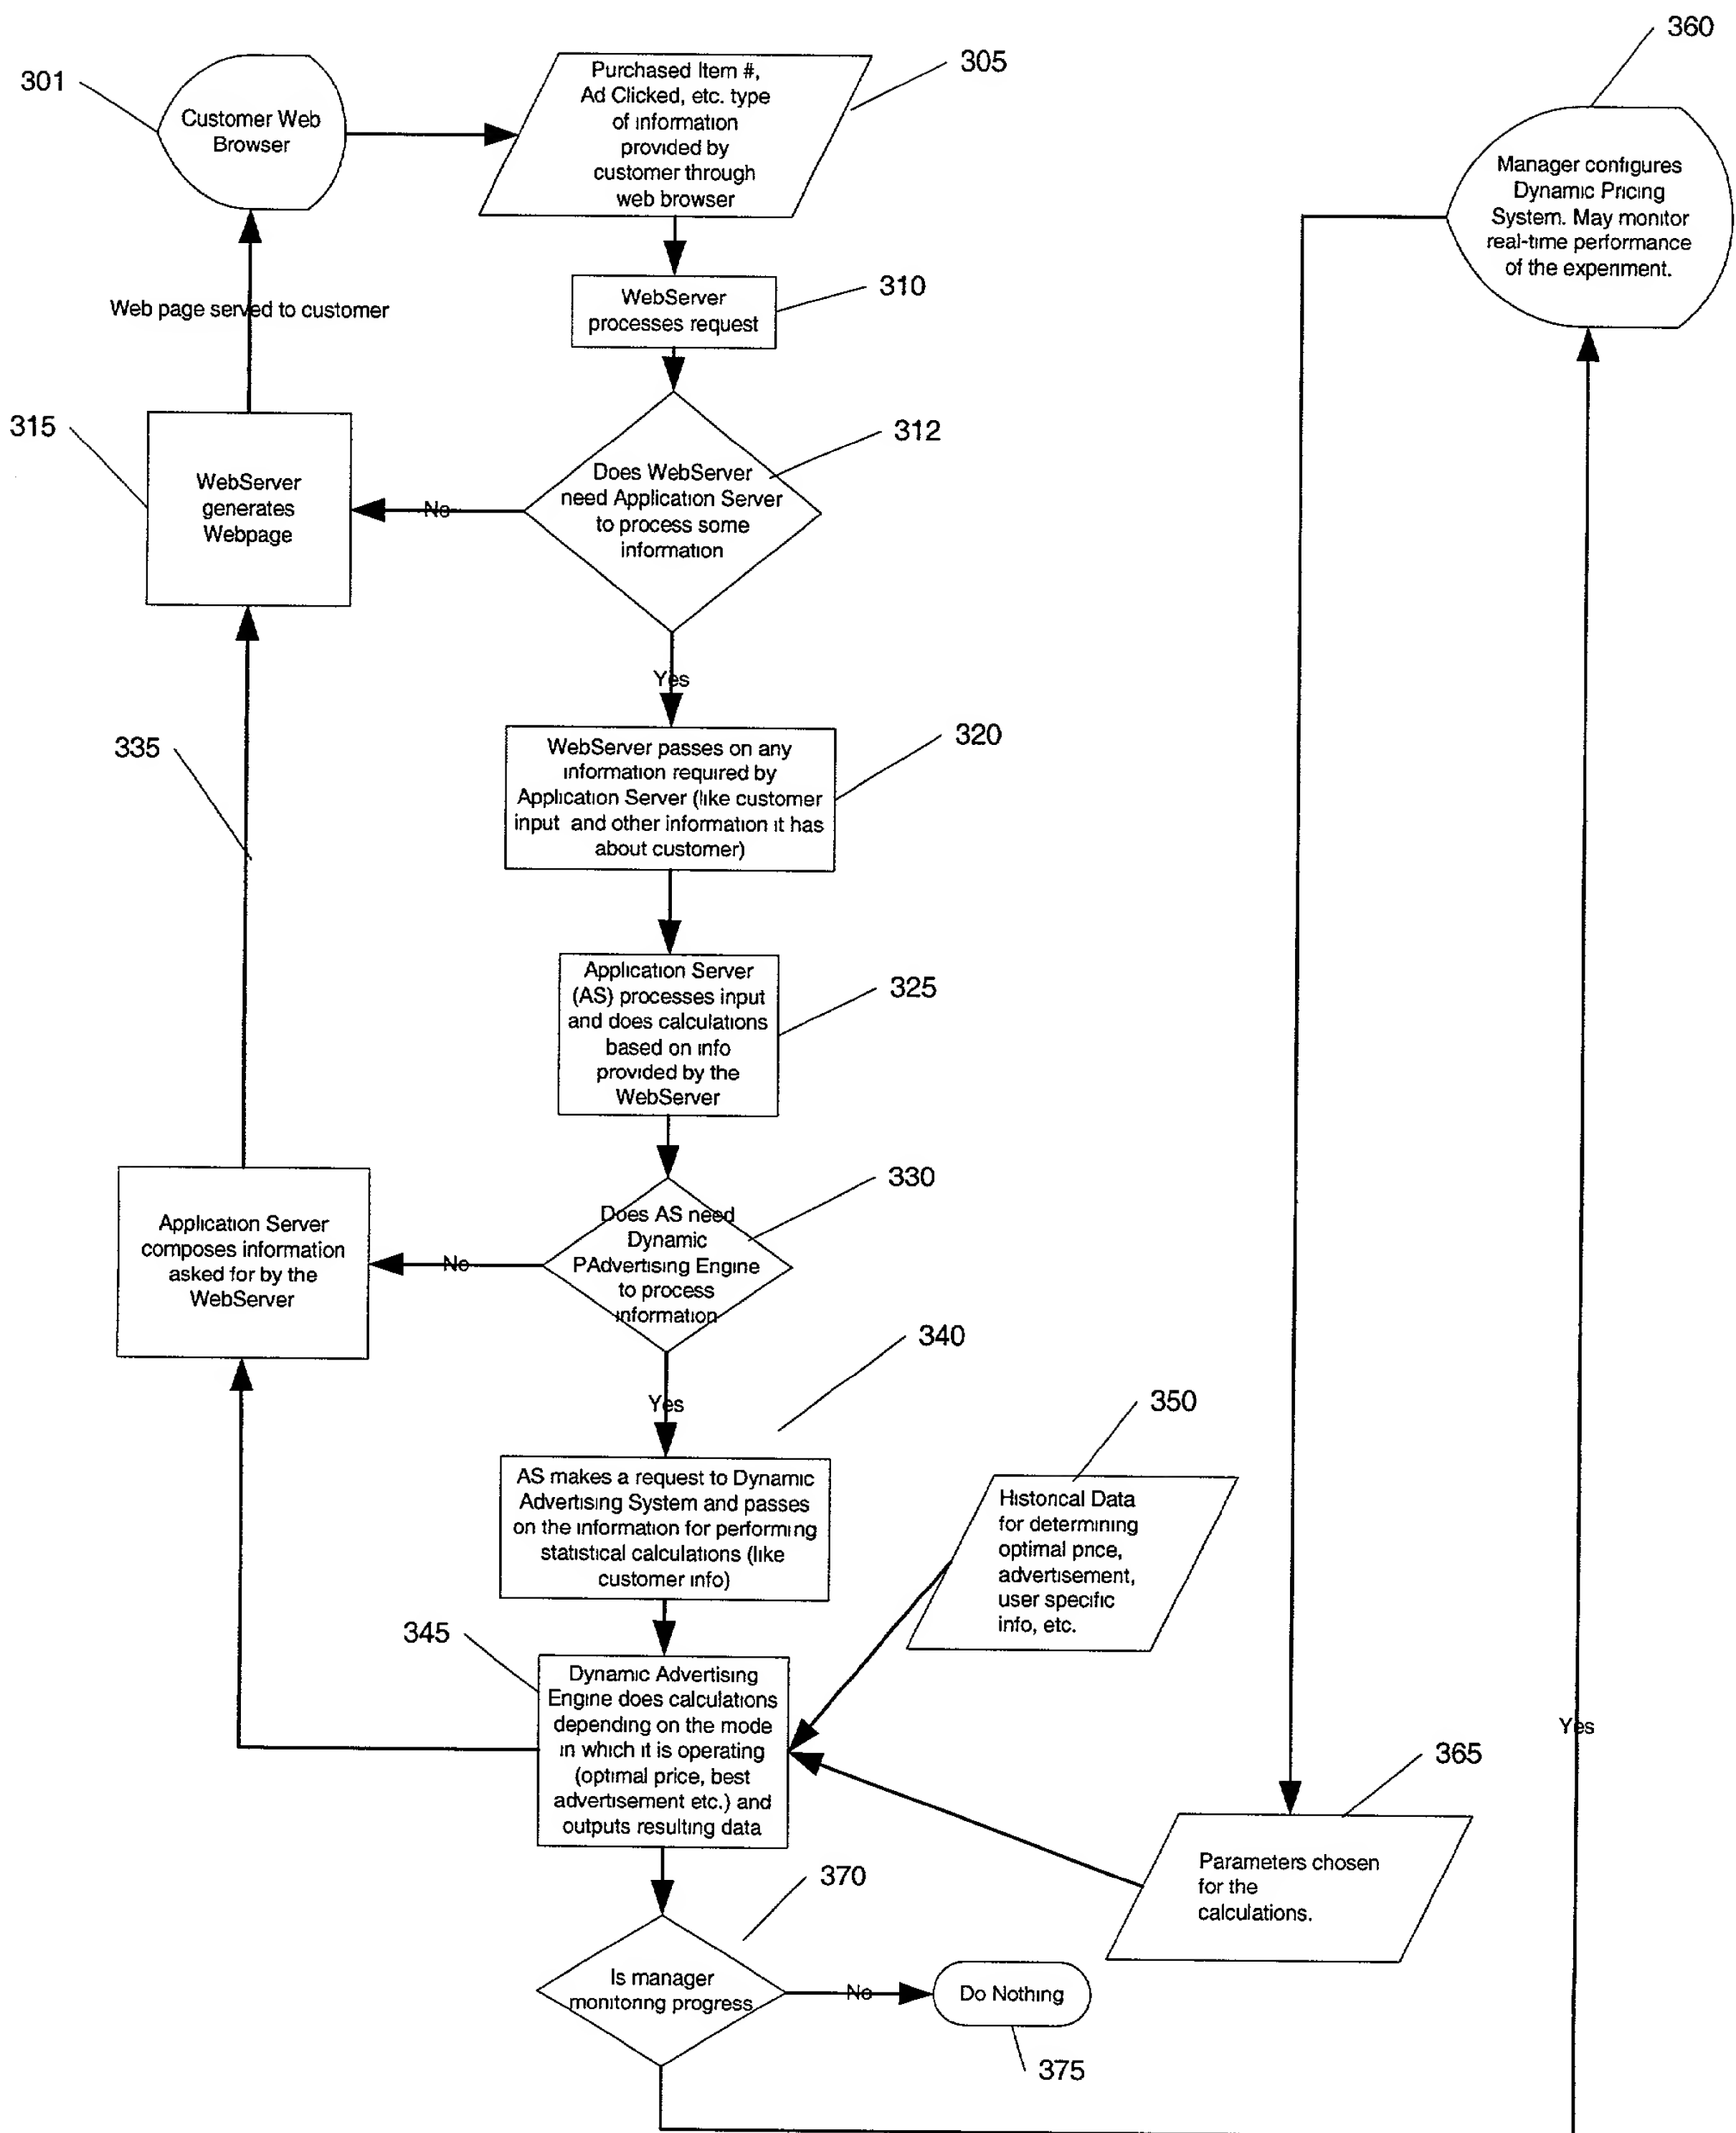 360
301
Customer Web
Browser
Purchased Item #,
Ad Clicked, etc. type
of information
provided by
customer through
web browser
305
Manager configures
Dynamic Pricing
System. May monitor
real-time performance
of the experiment.
Web page served to customer
WebServer
processes request
310
315
WebServer
generates
Webpage
No
Does WebServer
need Application Server
to process some
information
312
Yes
335
WebServer passes on any
information required by
Application Server (like customer
input and other information it has
about customer)
320
Application Server
(AS) processes input
and does calculations
based on info
provided by the
WebServer
325
Application Server
composes information
asked for by the
WebServer
No
Does AS need
Dynamic
PAdvertising Engine
to process
information
330
340
Yes
AS makes a request to Dynamic
Advertising System and passes
on the information for performing
statistical calculations (like
customer info)
350
Historical Data
for determining
optimal price,
advertisement,
user specific
info, etc.
345
Dynamic Advertising
Engine does calculations
depending on the mode
in which it is operating
(optimal price, best
advertisement etc.) and
outputs resulting data
Yes
365
Parameters chosen
for the
calculations.
370
Is manager
monitoring progress
No
Do Nothing
375